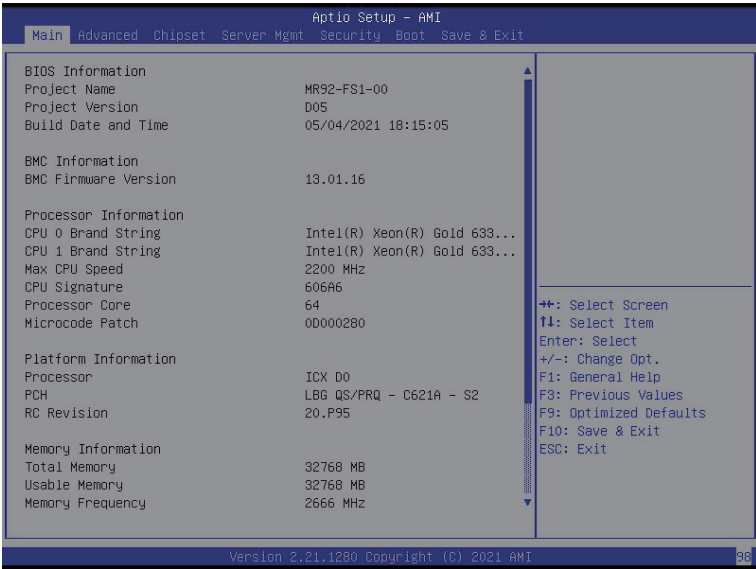 Aptio Setup – AMI
Main Advanced Chipset Server Mgmt Security Boot Save & Exit
BIOS Information
Project Name MR92-FS1-00
Project Version D05
Build Date and Time 05/04/2021 18:15:05
BMC Information
BMC Firmware Version 13.01.16
Processor Information
CPU 0 Brand String Intel(R) Xeon(R) Gold 633...
CPU 1 Brand String Intel(R) Xeon(R) Gold 633...
Max CPU Speed 2200 MHz
CPU Signature 606A6
Processor Core 64
Microcode Patch 0D000280
Platform Information
Processor ICX D0
PCH LBG QS/PRQ - C621A - S2
RC Revision 20.P95
Memory Information
Total Memory 32768 MB
Usable Memory 32768 MB
Memory Frequency 2666 MHz
→←: Select Screen
↑↓: Select Item
Enter: Select
+/-: Change Opt.
F1: General Help
F3: Previous Values
F9: Optimized Defaults
F10: Save & Exit
ESC: Exit
Version 2.21.1280 Copyright (C) 2021 AMI
98